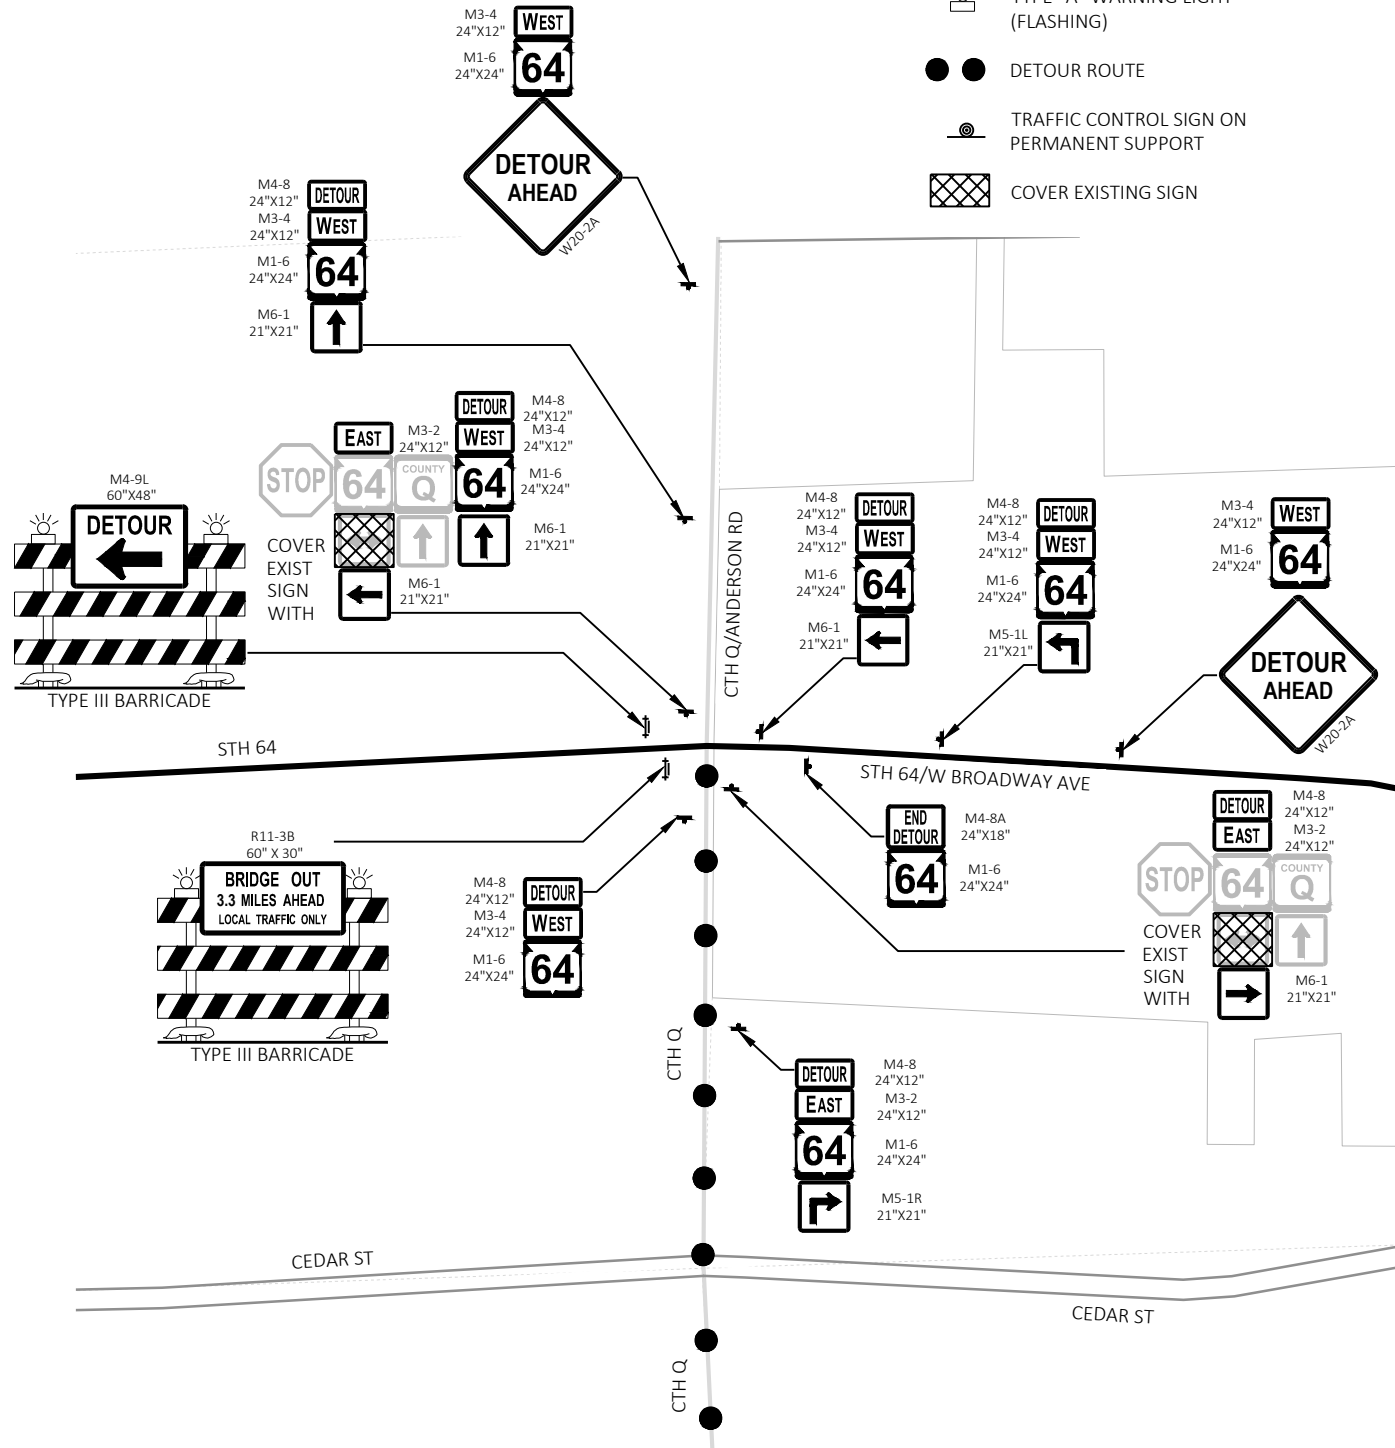 TYPE "A" WARNING LIGHT
(FLASHING)
DETOUR ROUTE
TRAFFIC CONTROL SIGN ON
PERMANENT SUPPORT
COVER EXISTING SIGN
M3-4
24"X12"
WEST
M1-6
24"X24"
64
DETOUR
AHEAD
W20-2A
M4-8
24"X12"
DETOUR
M3-4
24"X12"
WEST
M1-6
24"X24"
64
M6-1
21"X21"
STOP
EAST
M3-2
24"X12"
64
COUNTY
Q
DETOUR
M4-8
24"X12"
WEST
M3-4
24"X12"
64
M1-6
24"X24"
M6-1
21"X21"
COVER
EXIST
SIGN
WITH
M6-1
21"X21"
M4-9L
60"X48"
DETOUR
TYPE III BARRICADE
CTH Q/ANDERSON RD
M4-8
24"X12"
DETOUR
M3-4
24"X12"
WEST
M1-6
24"X24"
64
M6-1
21"X21"
M4-8
24"X12"
DETOUR
M3-4
24"X12"
WEST
M1-6
24"X24"
64
M5-1L
21"X21"
M3-4
24"X12"
WEST
M1-6
24"X24"
64
DETOUR
AHEAD
W20-2A
STH 64
STH 64/W BROADWAY AVE
R11-3B
60" X 30"
BRIDGE OUT
3.3 MILES AHEAD
LOCAL TRAFFIC ONLY
TYPE III BARRICADE
M4-8
24"X12"
DETOUR
M3-4
24"X12"
WEST
M1-6
24"X24"
64
END
DETOUR
M4-8A
24"X18"
64
M1-6
24"X24"
DETOUR
M4-8
24"X12"
EAST
M3-2
24"X12"
STOP
64
COUNTY
Q
COVER
EXIST
SIGN
WITH
M6-1
21"X21"
CTH Q
DETOUR
M4-8
24"X12"
EAST
M3-2
24"X12"
64
M1-6
24"X24"
M5-1R
21"X21"
CEDAR ST
CEDAR ST
CTH Q